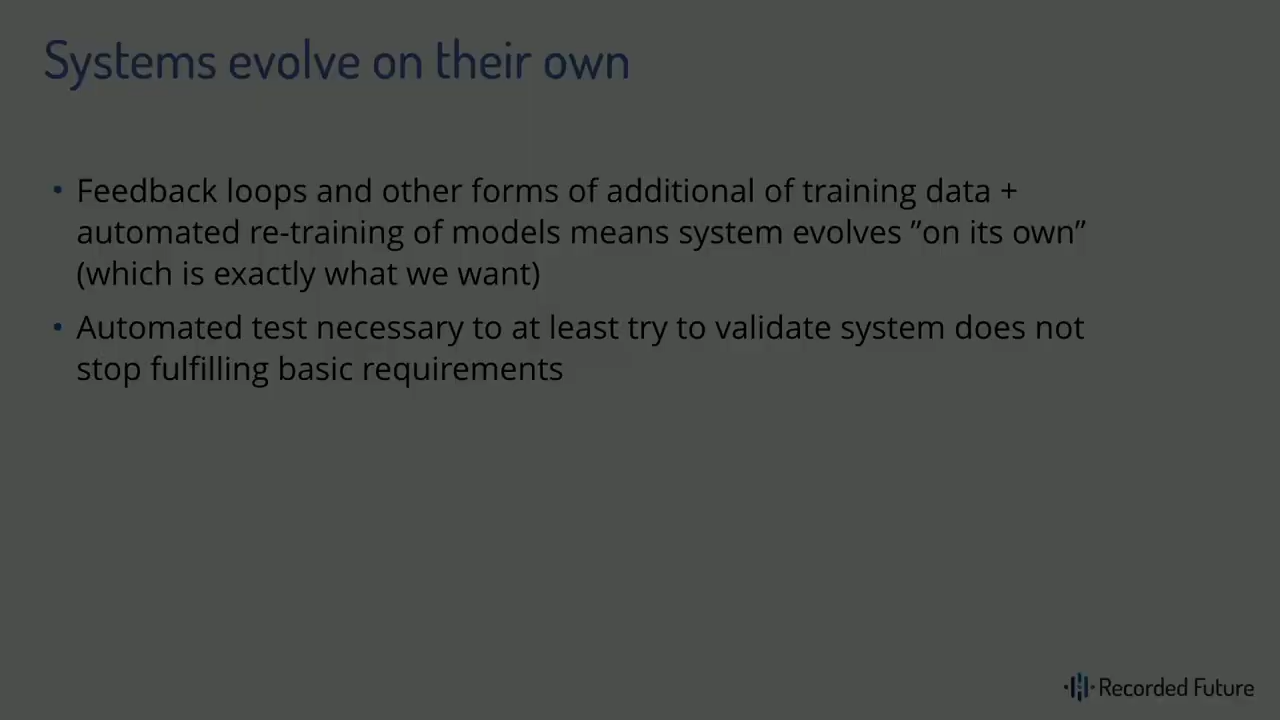 Systems evolve on their own
• Feedback loops and other forms of additional of training data +
automated re-training of models means system evolves ”on its own”
(which is exactly what we want)
• Automated test necessary to at least try to validate system does not
stop fulfilling basic requirements
Recorded Future